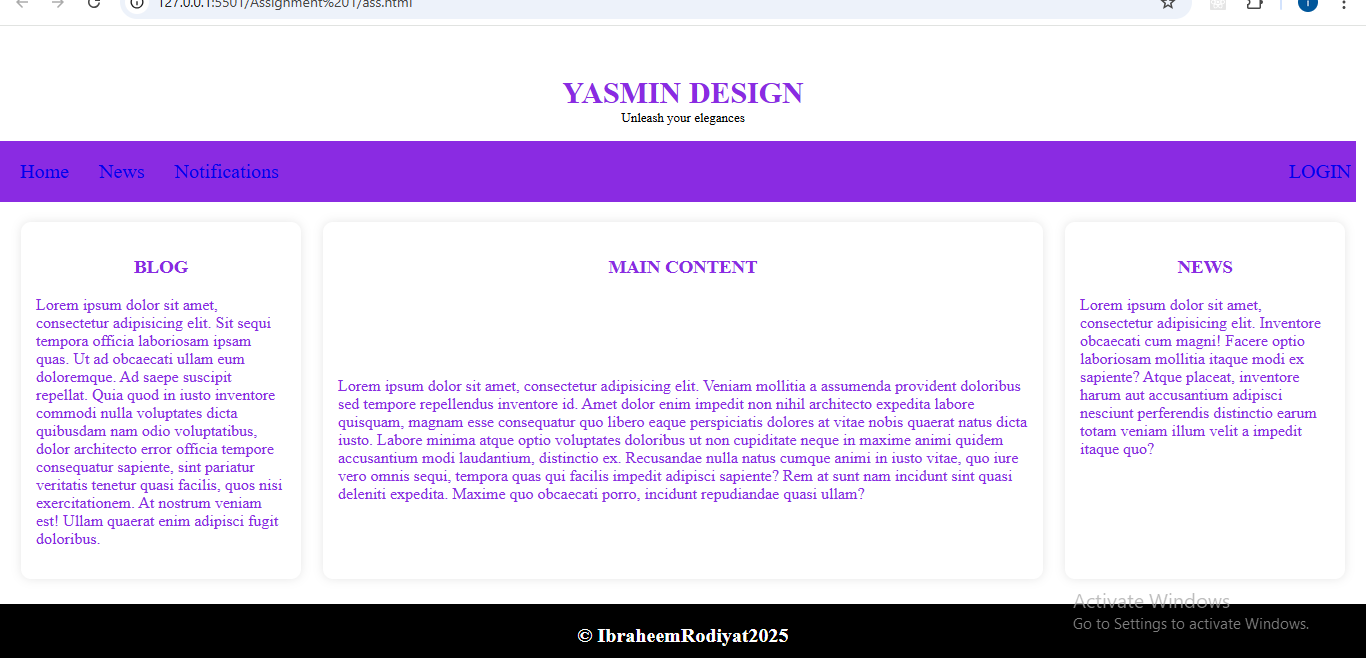 127.0.0.1:5501/Assignment%201/ass.html
YASMIN DESIGN
Unleash your elegances
Home News Notifications LOGIN
BLOG
Lorem ipsum dolor sit amet,
consectetur adipisicing elit. Sit sequi
tempora officia laboriosam ipsam
quas. Ut ad obcaecati ullam eum
doloremque. Ad saepe suscipit
repellat. Quia quod in iusto inventore
commodi nulla voluptates dicta
quibusdam nam odio voluptatibus,
dolor architecto error officia tempore
consequatur sapiente, sint pariatur
veritatis tenetur quasi facilis, quos nisi
exercitationem. At nostrum veniam
est! Ullam quaerat enim adipisci fugit
doloribus.
MAIN CONTENT
Lorem ipsum dolor sit amet, consectetur adipisicing elit. Veniam mollitia a assumenda provident doloribus
sed tempore repellendus inventore id. Amet dolor enim impedit non nihil architecto expedita labore
quisquam, magnam esse consequatur quo libero eaque perspiciatis dolores at vitae nobis quaerat natus dicta
iusto. Labore minima atque optio voluptates doloribus ut non cupiditate neque in maxime animi quidem
accusantium modi laudantium, distinctio ex. Recusandae nulla natus cumque animi in iusto vitae, quo iure
vero omnis sequi, tempora quas qui facilis impedit adipisci sapiente? Rem at sunt nam incidunt sint quasi
deleniti expedita. Maxime quo obcaecati porro, incidunt repudiandae quasi ullam?
NEWS
Lorem ipsum dolor sit amet,
consectetur adipisicing elit. Inventore
obcaecati cum magni! Facere optio
laboriosam mollitia itaque modi ex
sapiente? Atque placeat, inventore
harum aut accusantium adipisci
nesciunt perferendis distinctio earum
totam veniam illum velit a impedit
itaque quo?
Activate Windows
Go to Settings to activate Windows.
© IbraheemRodiyat2025